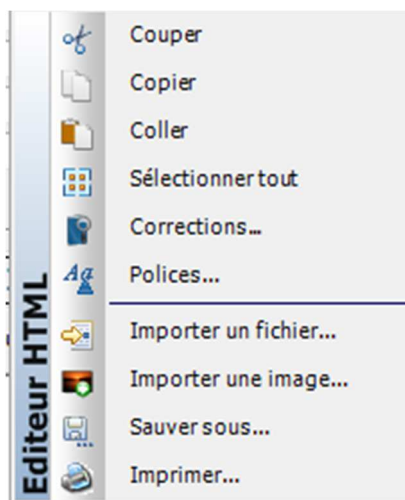 Editeur HTML
Couper
Copier
Coller
Sélectionner tout
Corrections...
Polices...
Importer un fichier...
Importer une image...
Sauver sous...
Imprimer...